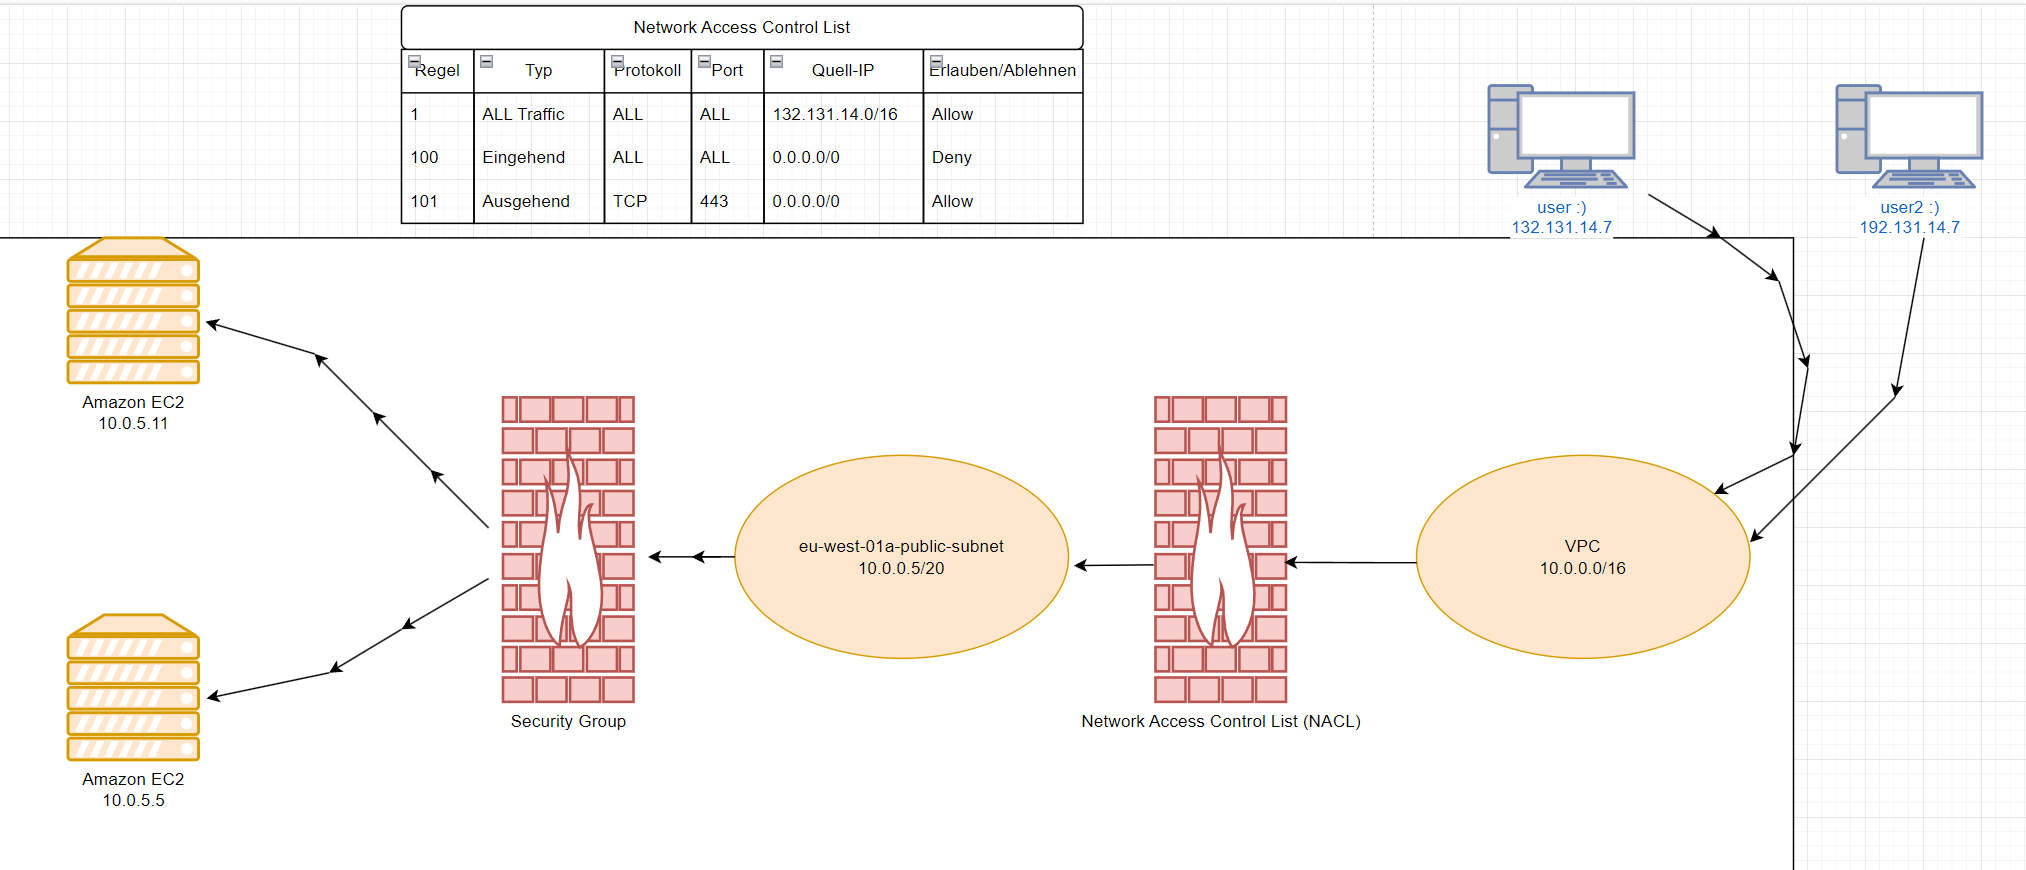 Network Access Control List
Regel Typ Protokoll Port Quell-IP Erlauben/Ablehnen
1 ALL Traffic ALL ALL 132.131.14.0/16 Allow
100 Eingehend ALL ALL 0.0.0.0/0 Deny
101 Ausgehend TCP 443 0.0.0.0/0 Allow
user :)
132.131.14.7
user2 :)
192.131.14.7
Amazon EC2
10.0.5.11
eu-west-01a-public-subnet
10.0.0.5/20
VPC
10.0.0.0/16
Security Group
Network Access Control List (NACL)
Amazon EC2
10.0.5.5